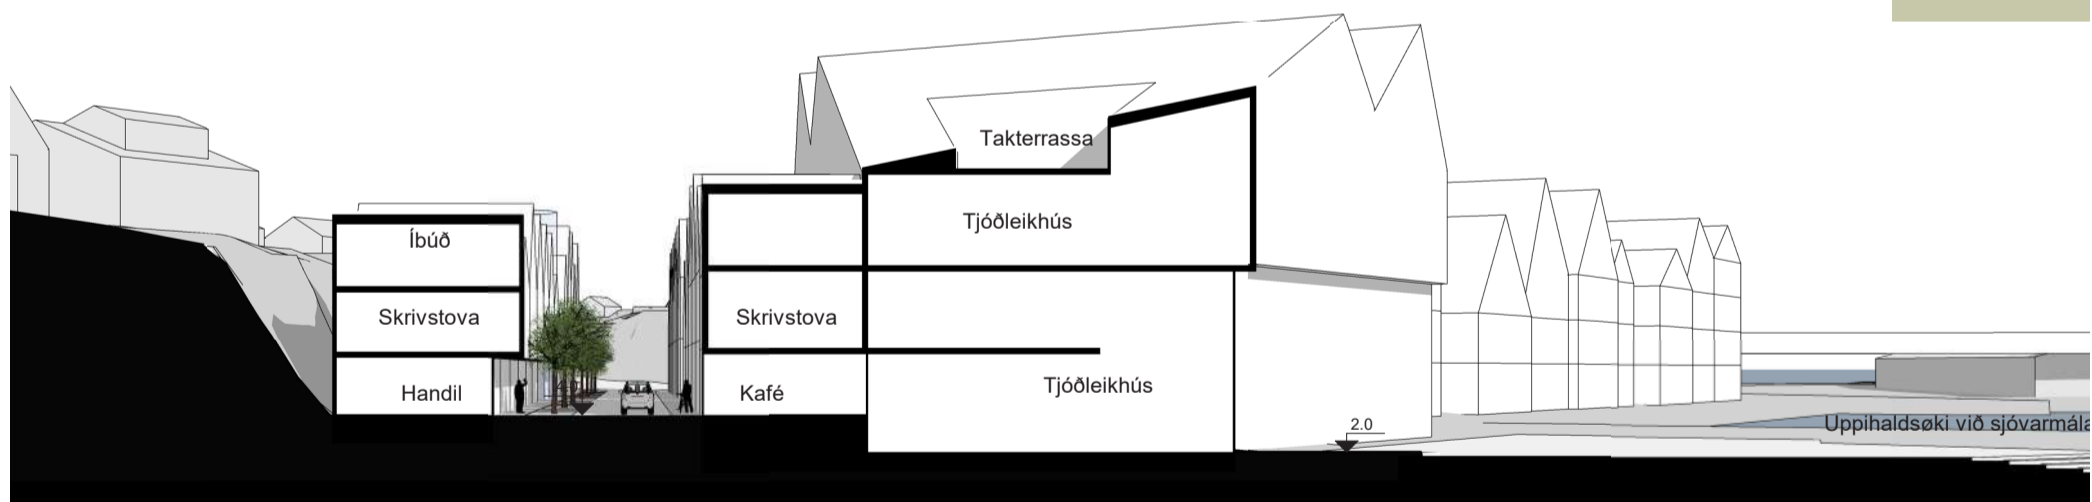 Takterrassa
Íbúð
Tjóðleikhús
Skrivstova
Skrivstova
Handil
Kafé
Tjóðleikhús
2.0
Uppihaldsøki við sjóvarmála